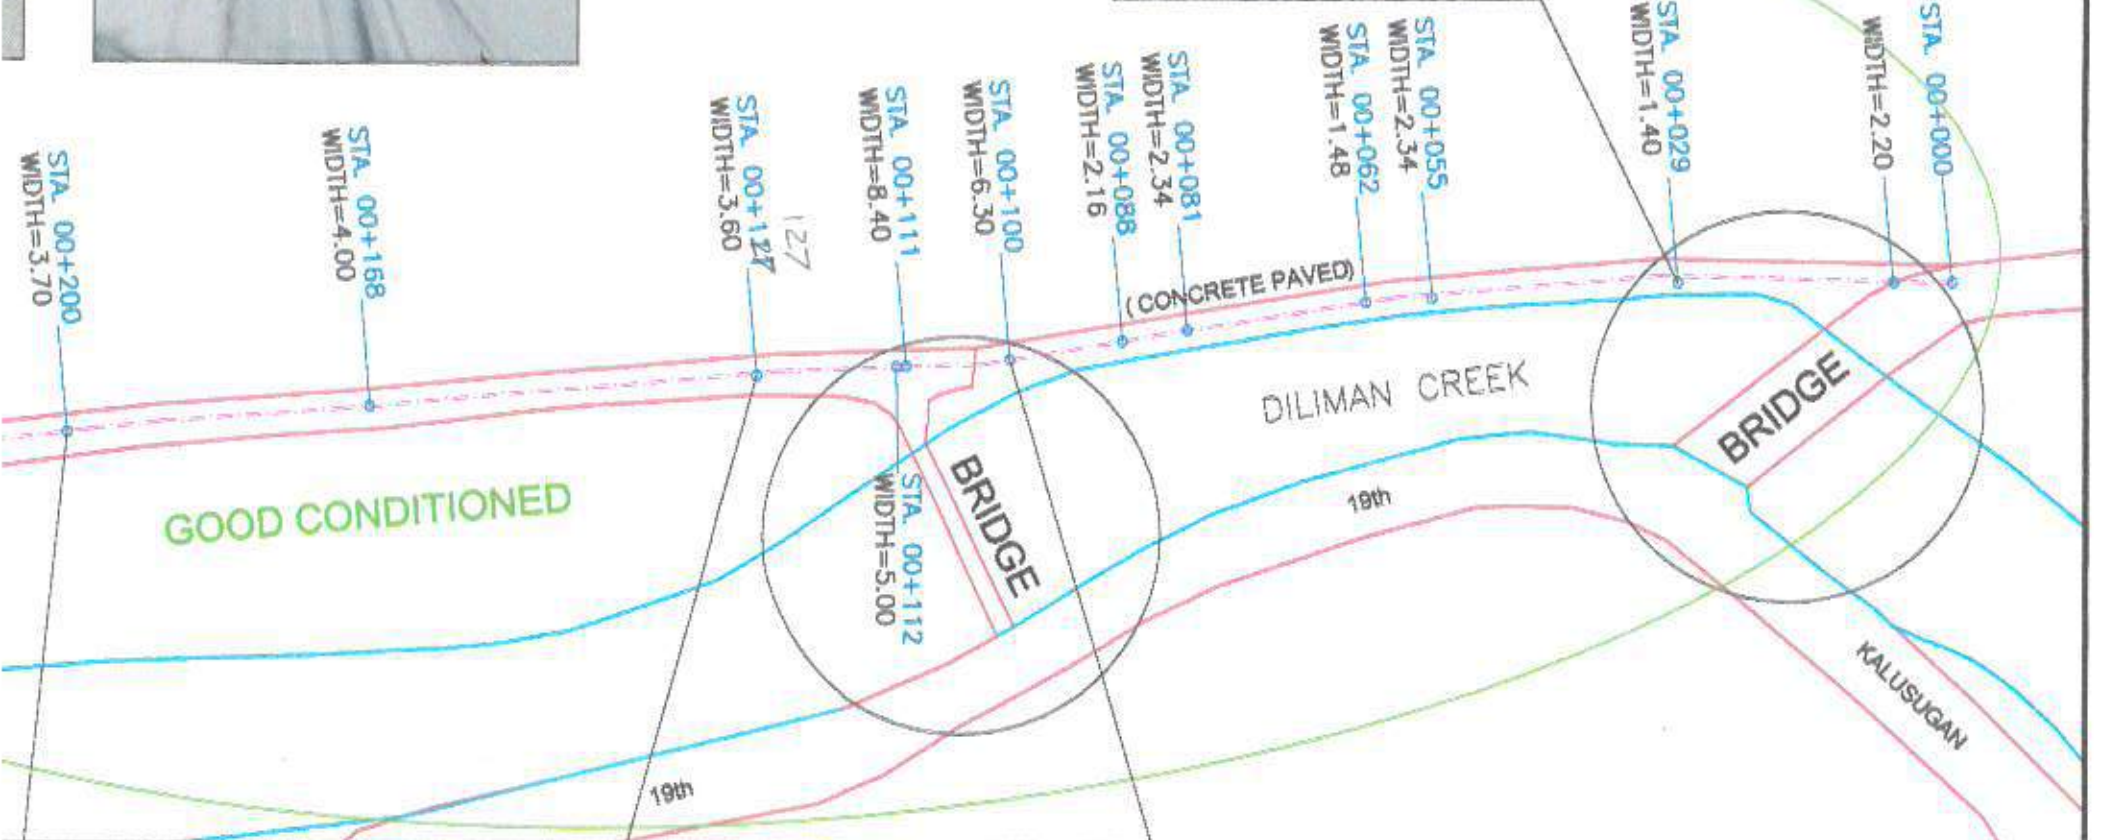 STA. 00+200
WIDTH=3.70
STA. 00+168
WIDTH=4.00
STA. 00+127
WIDTH=3.60
127
STA. 00+111
WIDTH=8.40
STA. 00+100
WIDTH=6.30
STA. 00+088
WIDTH=2.16
STA. 00+081
WIDTH=2.34
STA. 00+062
WIDTH=1.48
STA. 00+055
WIDTH=2.34
STA. 00+029
WIDTH=1.40
STA. 00+000
WIDTH=2.20
(CONCRETE PAVED)
DILIMAN CREEK
BRIDGE
BRIDGE
STA. 00+112
WIDTH=5.00
GOOD CONDITIONED
19th
KALUSUGAN
19th